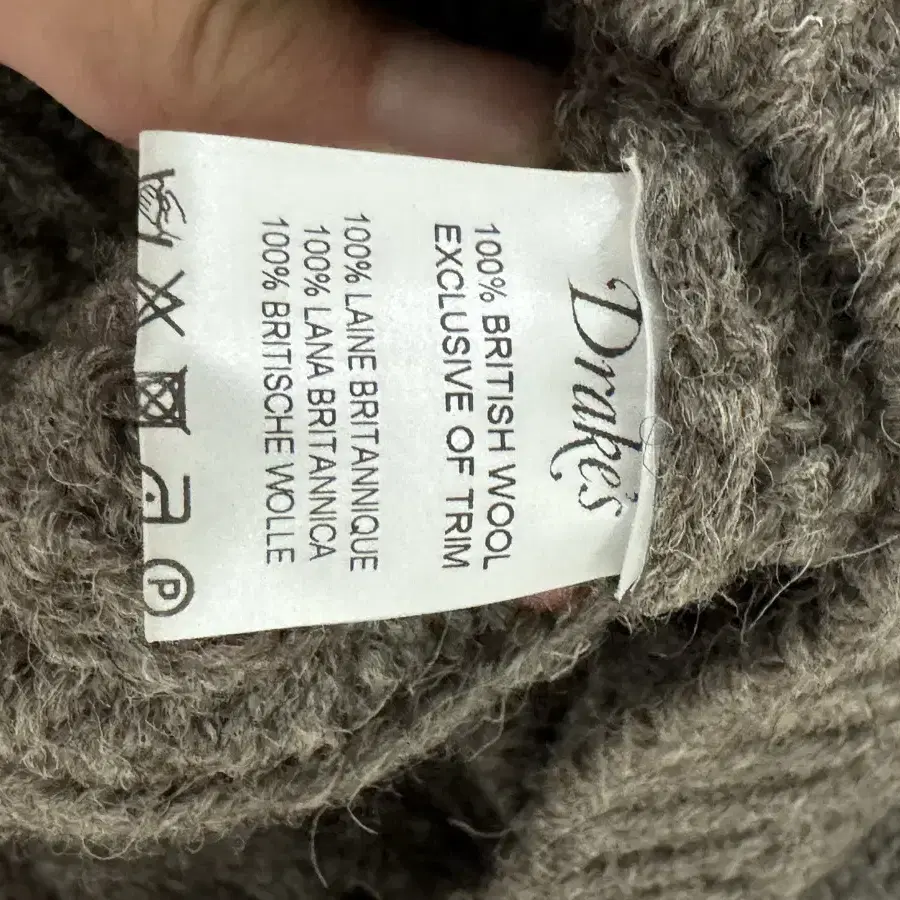 Drake's
100% BRITISH WOOL
EXCLUSIVE OF TRIM
100% LAINE BRITANNIQUE
100% LANA BRITANNICA
100% BRITISCHE WOLLE
P